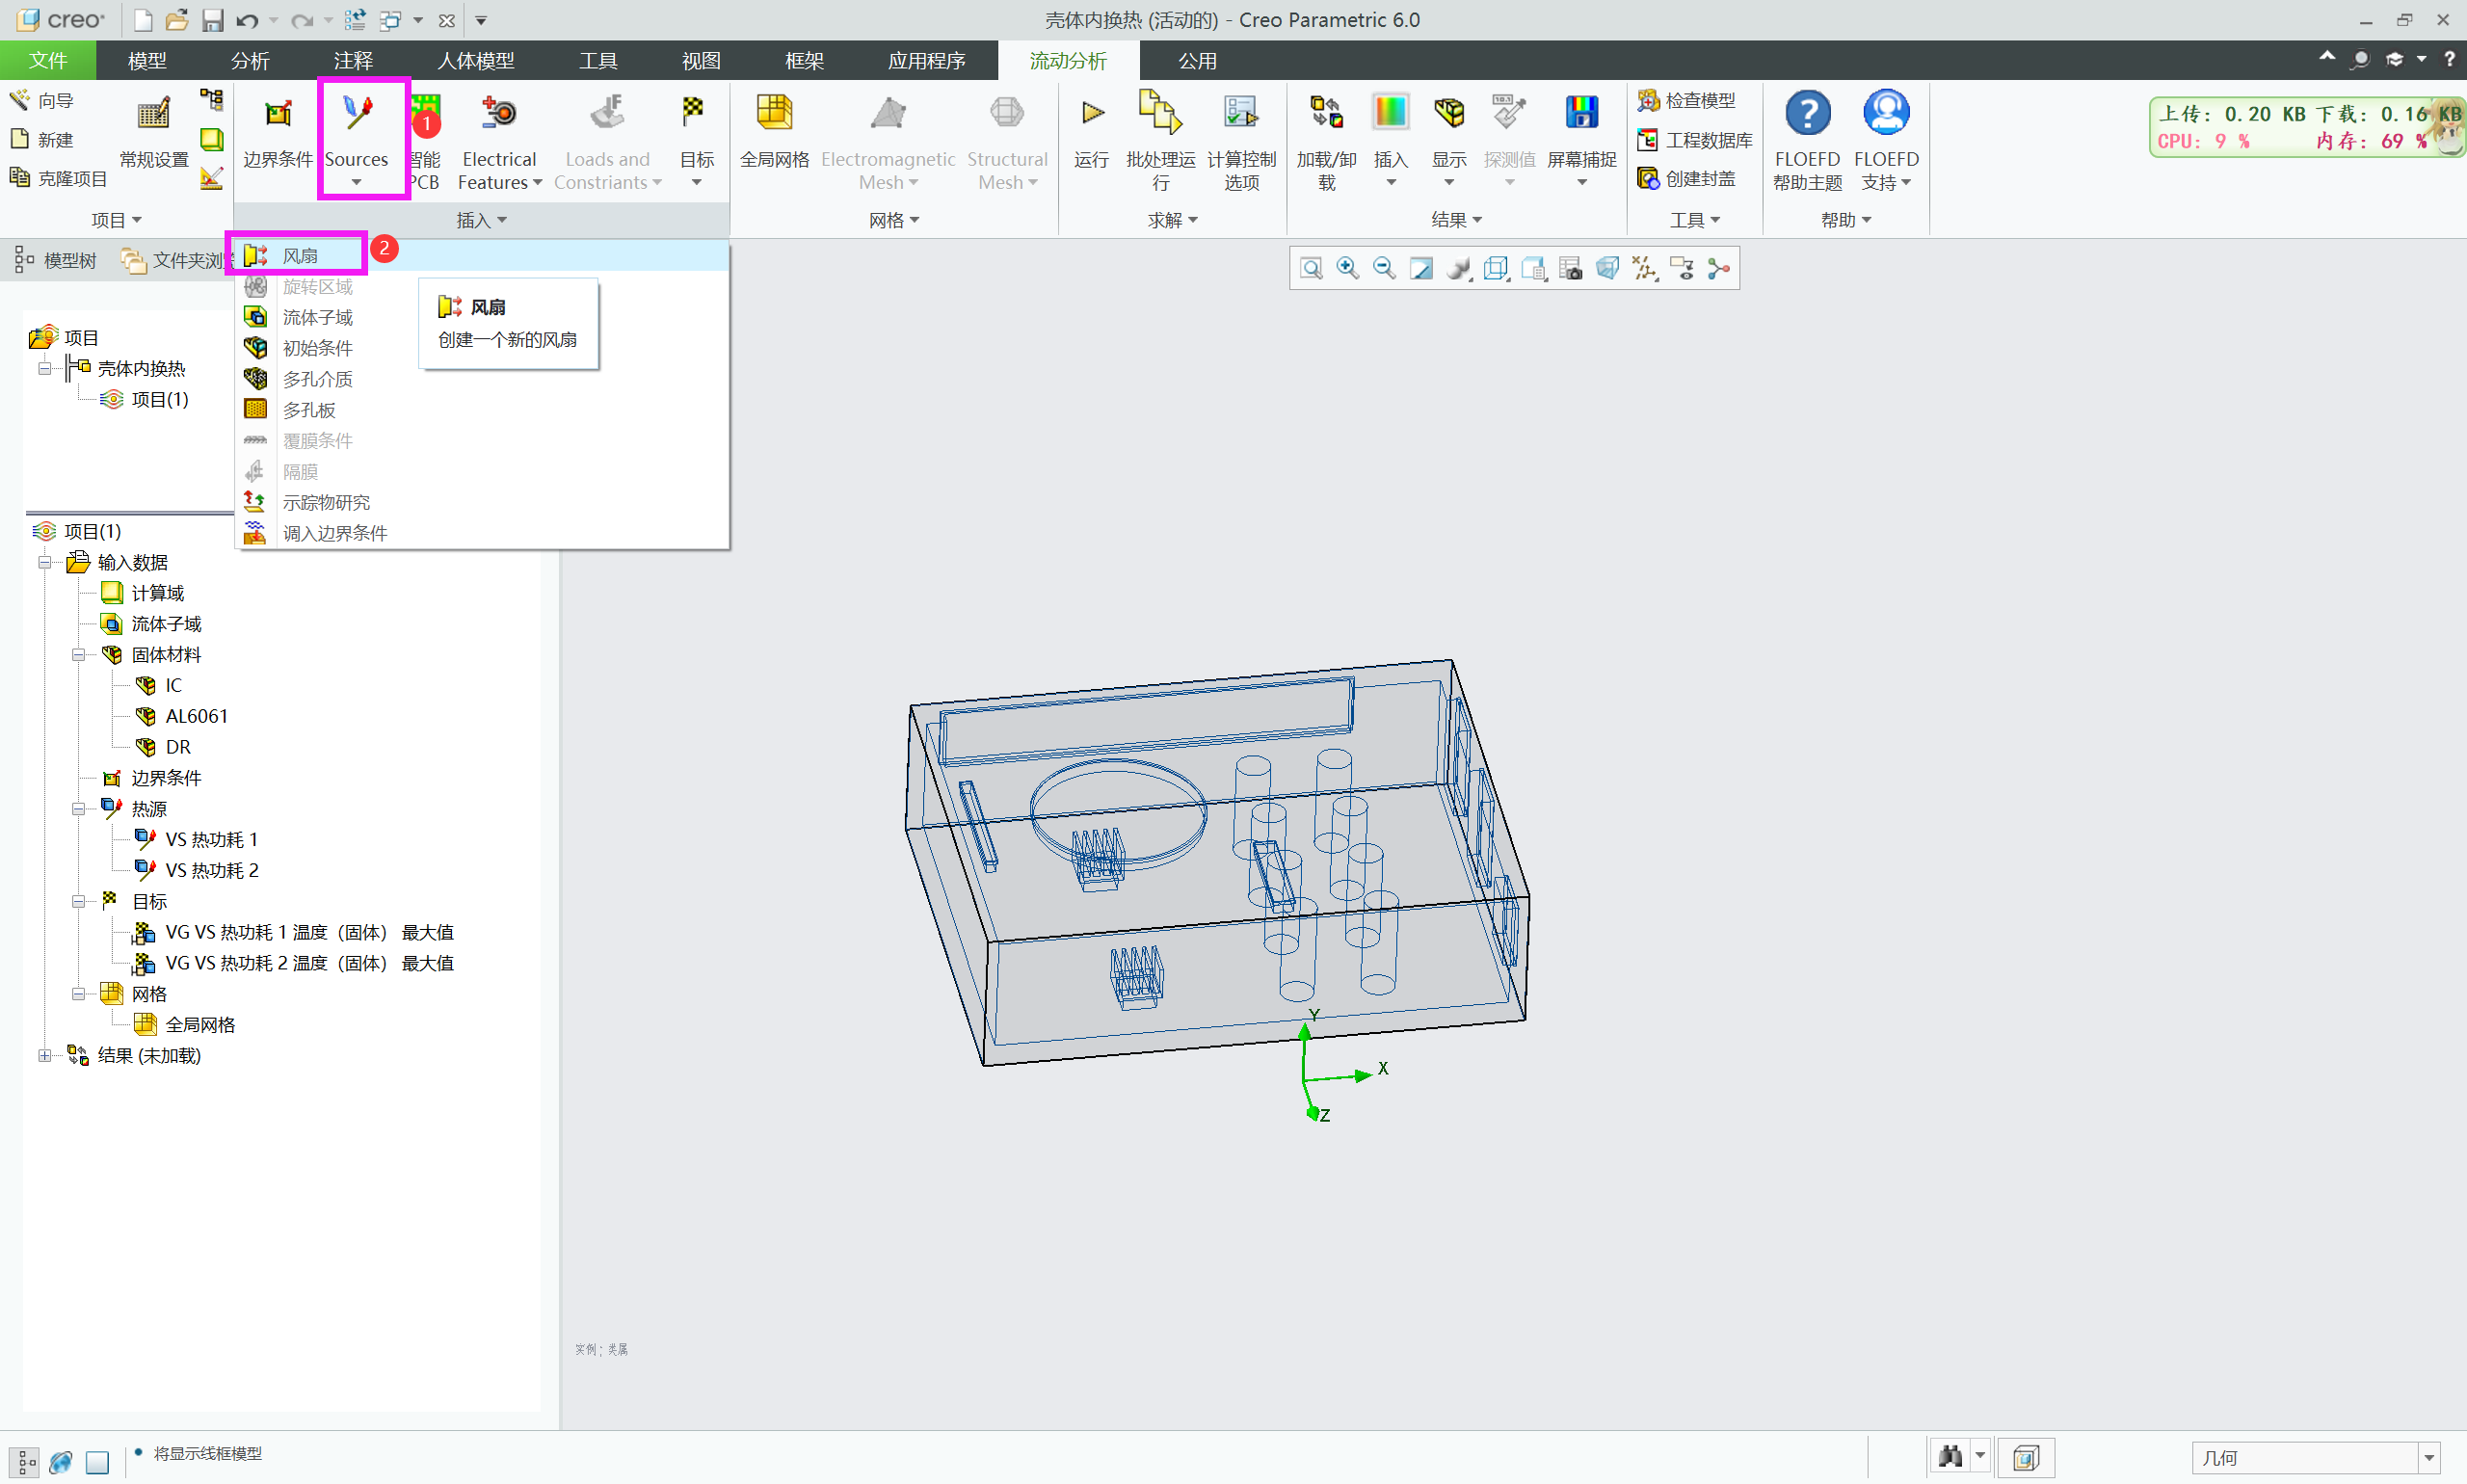 creo
壳体内换热 (活动的) - Creo Parametric 6.0
文件 模型 分析 注释 人体模型 工具 视图 框架 应用程序 流动分析 公用
向导
新建
克隆项目
常规设置
项目
边界条件
Sources
1
智能
PCB
Electrical
Features
Loads and
Constriants
目标
插入
全局网格
Electromagnetic
Mesh
Structural
Mesh
网格
运行
批处理运
行
计算控制
选项
求解
加载/卸
载
插入
显示
探测值
屏幕捕捉
结果
检查模型
工程数据库
创建封盖
工具
FLOEFD
帮助主题
FLOEFD
支持
帮助
上传: 0.20 KB 下载: 0.16 KB
CPU: 9 % 内存: 69 %
模型树
文件夹浏
风扇
2
旋转区域
流体子域
初始条件
多孔介质
多孔板
覆膜条件
隔膜
示踪物研究
调入边界条件
风扇
创建一个新的风扇
项目
壳体内换热
项目(1)
项目(1)
输入数据
计算域
流体子域
固体材料
IC
AL6061
DR
边界条件
热源
VS 热功耗 1
VS 热功耗 2
目标
VG VS 热功耗 1 温度（固体） 最大值
VG VS 热功耗 2 温度（固体） 最大值
网格
全局网格
结果 (未加载)
Y
X
Z
实例：类属
将显示线框模型
几何